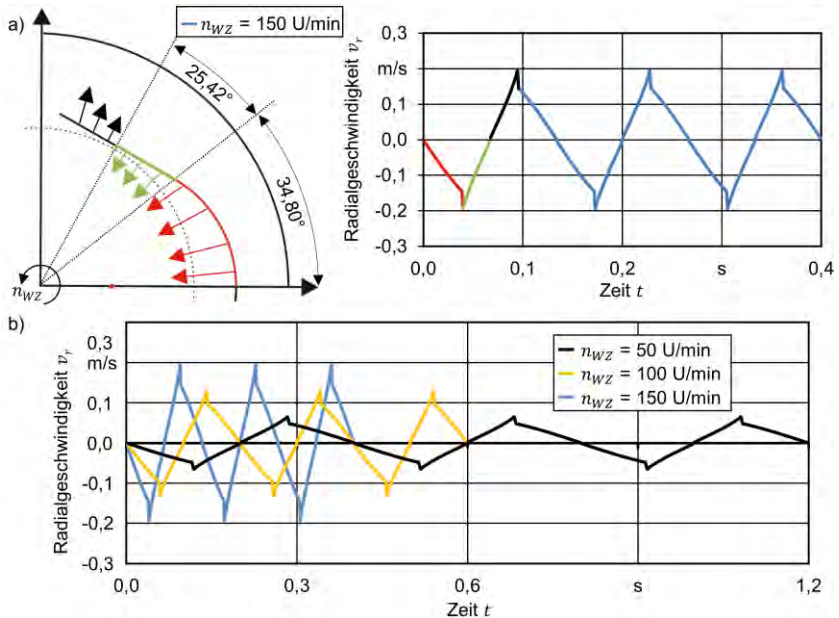 a)
n_WZ = 150 U/min
25,42°
34,80°
n_WZ
Radialgeschwindigkeit v_r
0,3
m/s
0,1
0,0
-0,1
-0,2
-0,3
0,0 0,1 0,2 s 0,4
Zeit t
b)
Radialgeschwindigkeit v_r
0,3
m/s
0,1
0,0
-0,1
-0,2
-0,3
n_WZ = 50 U/min
n_WZ = 100 U/min
n_WZ = 150 U/min
0,0 0,3 0,6 s 1,2
Zeit t